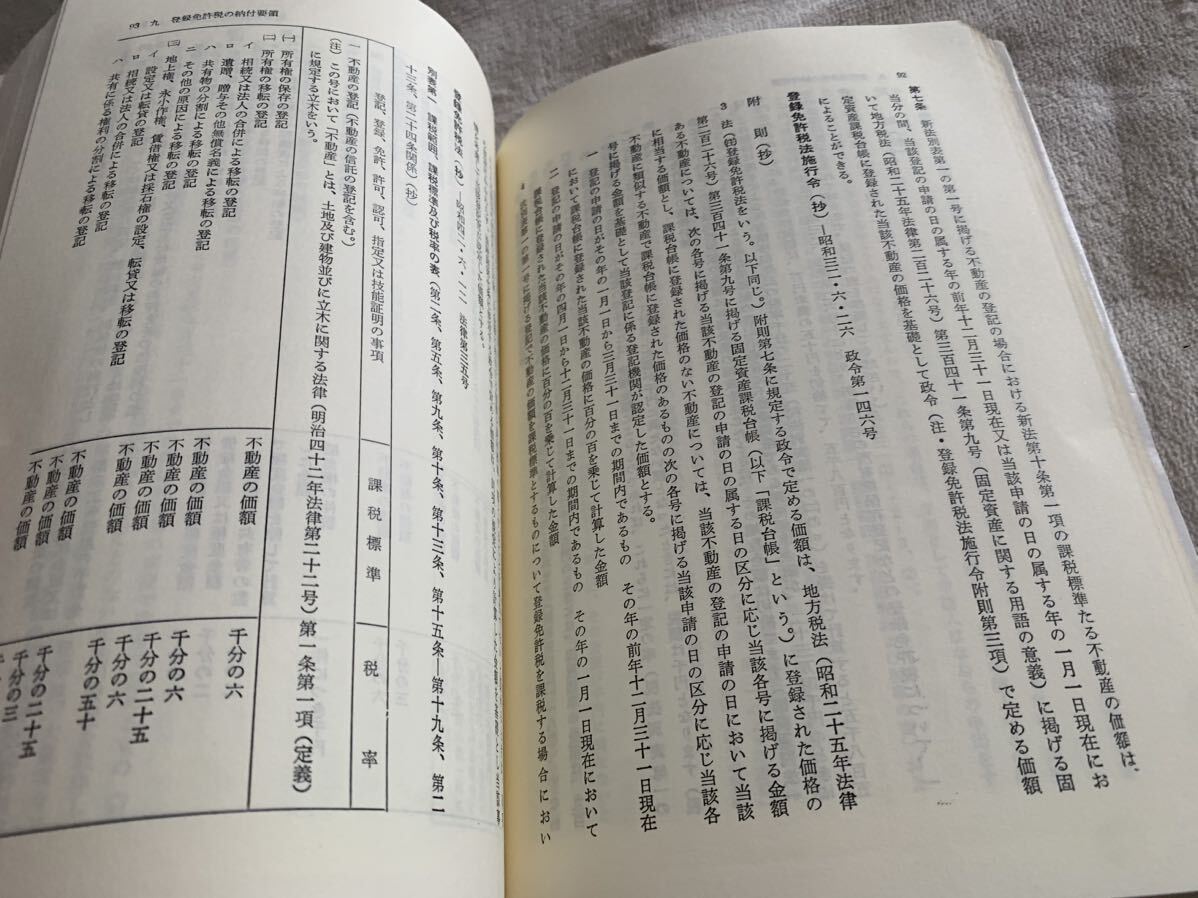 92
第七条　新法別表第一の第一号に掲げる不動産の登記の場合における新法第十条第一項の課税標準たる不動産の価額は、
当分の間、当該登記の申請の日の属する年の前年十二月三十一日現在又は当該申請の日の属する年の一月一日現在にお
いて地方税法（昭和二十五年法律第二百二十六号）第三百四十一条第九号（固定資産に関する用語の意義）に掲げる固
定資産課税台帳に登録された当該不動産の価格を基礎として政令（注・登録免許税法施行令附則第三項）で定める価額
によることができる。
登録免許税法施行令（抄）―昭和三二・六・二六　政令第一四六号
附　則（抄）
3　法（㊟登録免許税法をいう。以下同じ。）附則第七条に規定する政令で定める価額は、地方税法（昭和二十五年法律
第二百二十六号）第三百四十一条第九号に掲げる固定資産課税台帳（以下「課税台帳」という。）に登録された価格の
ある不動産については、次の各号に掲げる当該不動産の登記の申請の日の属する日の区分に応じ当該各号に掲げる金額
に相当する価額とし、課税台帳に登録された価格のない不動産については、当該不動産の登記の申請の日において当該
不動産に類似する不動産で課税台帳に登録された価格のあるものの次の各号に掲げる当該申請の日の区分に応じ当該各
号に掲げる金額を基礎として当該登記に係る登記機関が認定した価額とする。
一　登記の申請の日がその年の一月一日から三月三十一日までの期間内であるもの　その年の前年十二月三十一日現在
において課税台帳に登録された当該不動産の価格に百分の百を乗じて計算した金額
二　登記の申請の日がその年の四月一日から十二月三十一日までの期間内であるもの　その年の一月一日現在において
課税台帳に登録された当該不動産の価格に百分の百を乗じて計算した金額
4　法別表第一の第一号に掲げる登記で不動産の価額を課税標準とするものについて登録免許税を課税する場合におい
93　九　登録免許税の納付要領
登録免許税法（抄）―昭和四二・六・一二　法律第三五号
別表第一　課税範囲、課税標準及び税率の表（第二条、第五条、第九条、第十条、第十三条、第十五条―第十九条、第二
十三条、第二十四条関係）（抄）
登記、登録、免許、許可、認可、指定又は技能証明の事項　課税標準　税率
一　不動産の登記（不動産の信託の登記を含む。）
（注）この号において「不動産」とは、土地及び建物並びに立木に関する法律（明治四十二年法律第二十二号）第一条第一項（定義）
に規定する立木をいう。
㈠　所有権の保存の登記　不動産の価額　千分の六
㈡　所有権の移転の登記
イ　相続又は法人の合併による移転の登記　不動産の価額　千分の六
ロ　遺贈、贈与その他無償名義による移転の登記　不動産の価額　千分の二十五
ハ　共有物の分割による移転の登記　不動産の価額　千分の六
ニ　その他の原因による移転の登記　不動産の価額　千分の五十
㈢　地上権、永小作権、賃借権又は採石権の設定、転貸又は移転の登記
イ　設定又は転貸の登記　不動産の価額　千分の二十五
ロ　相続又は法人の合併による移転の登記　不動産の価額　千分の三
ハ　共有に係る権利の分割による移転の登記　不動産の価額